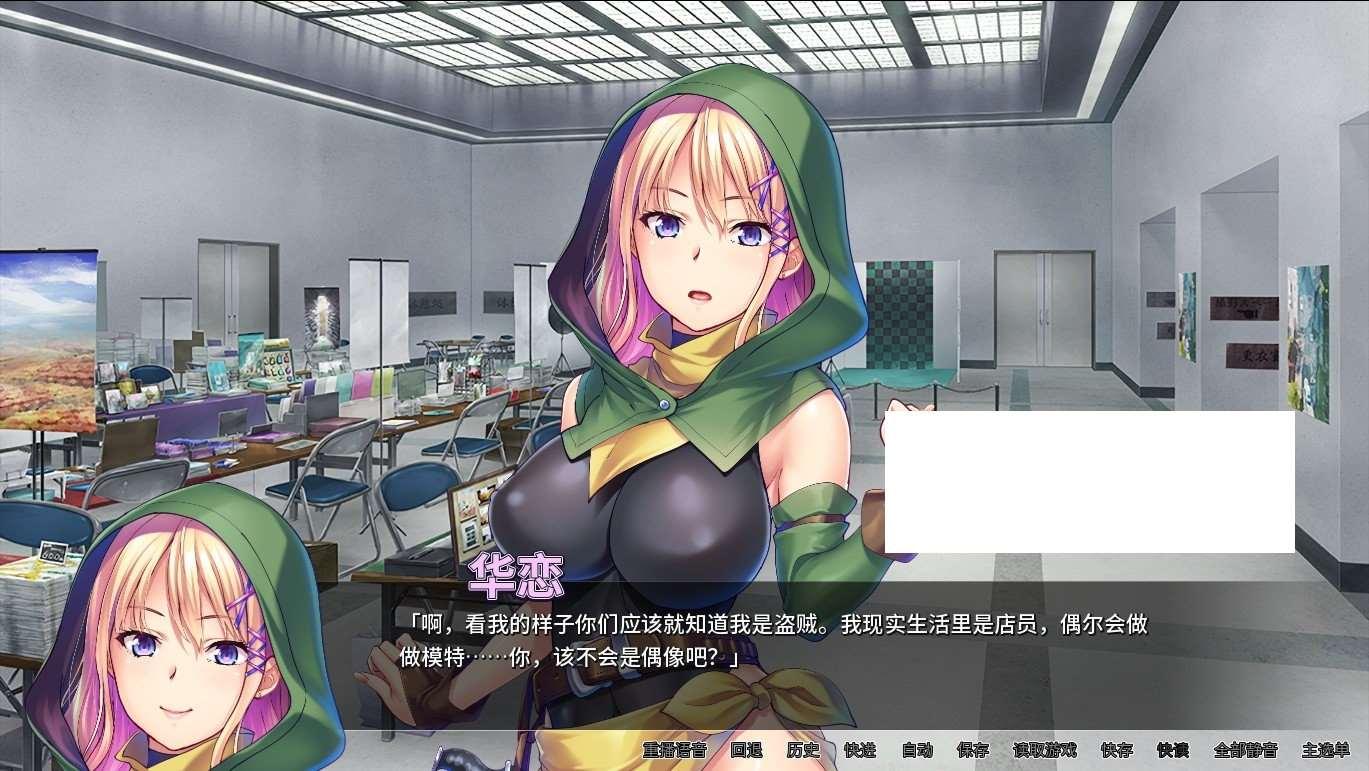 华恋
「啊，看我的样子你们应该就知道我是盗贼。我现实生活里是店员，偶尔会做
做模特……你，该不会是偶像吧？」
重播语音 回退 历史 快进 自动 保存 读取游戏 快存 快读 全部静音 主选单